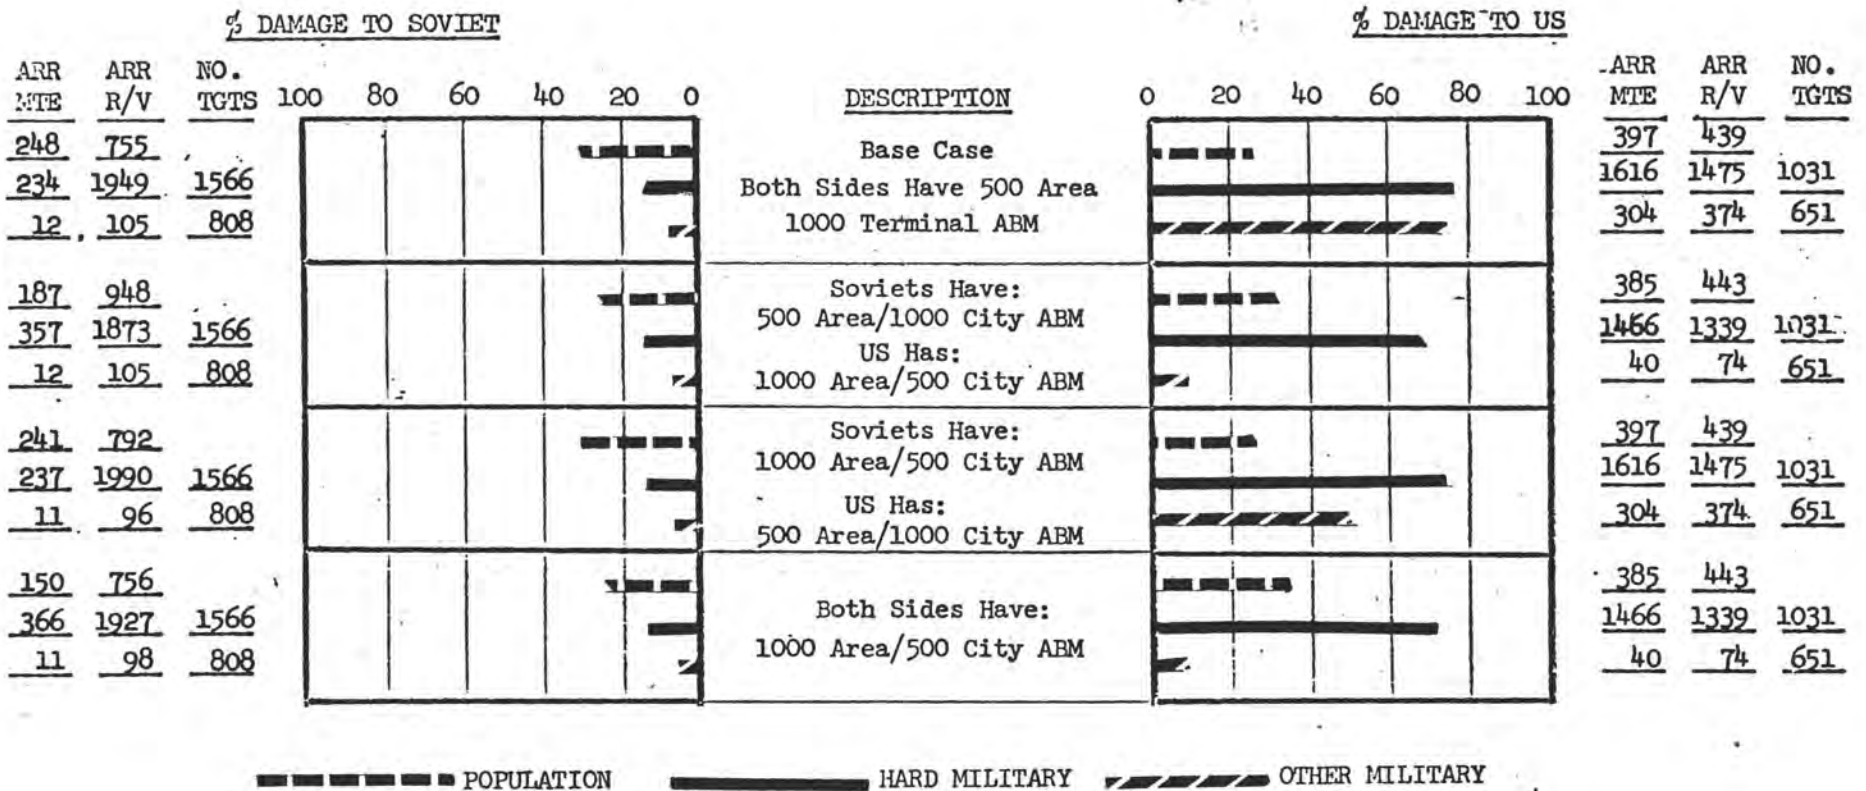 % DAMAGE TO SOVIET
% DAMAGE TO US
ARR ARR NO.
MTE R/V TGTS 100 80 60 40 20 0
DESCRIPTION
0 20 40 60 80 100
ARR ARR NO.
MTE R/V TGTS
248 755
Base Case
397 439
234 1949 1566
Both Sides Have 500 Area
1616 1475 1031
12 105 808
1000 Terminal ABM
304 374 651
187 948
Soviets Have:
385 443
500 Area/1000 City ABM
357 1873 1566
1466 1339 1031
US Has:
12 105 808
1000 Area/500 City ABM
40 74 651
241 792
Soviets Have:
397 439
1000 Area/500 City ABM
237 1990 1566
1616 1475 1031
US Has:
11 96 808
500 Area/1000 City ABM
304 374 651
150 756
385 443
Both Sides Have:
366 1927 1566
1466 1339 1031
1000 Area/500 City ABM
11 98 808
40 74 651
POPULATION HARD MILITARY OTHER MILITARY